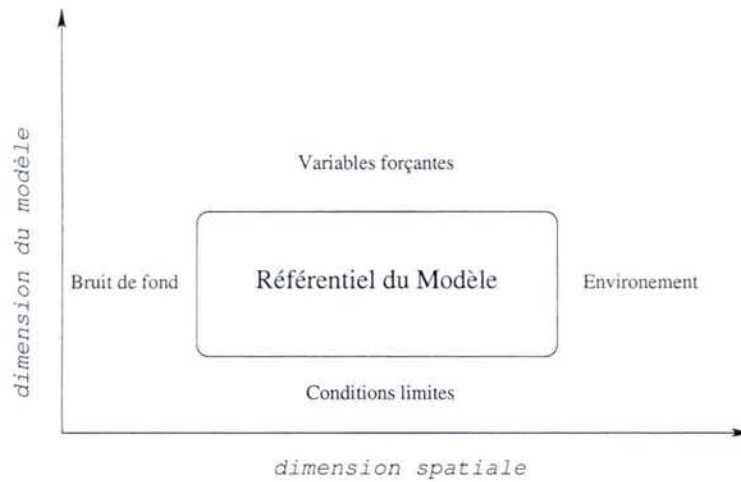 dimension du modèle
Variables forçantes
Bruit de fond
Référentiel du Modèle
Environement
Conditions limites
dimension spatiale